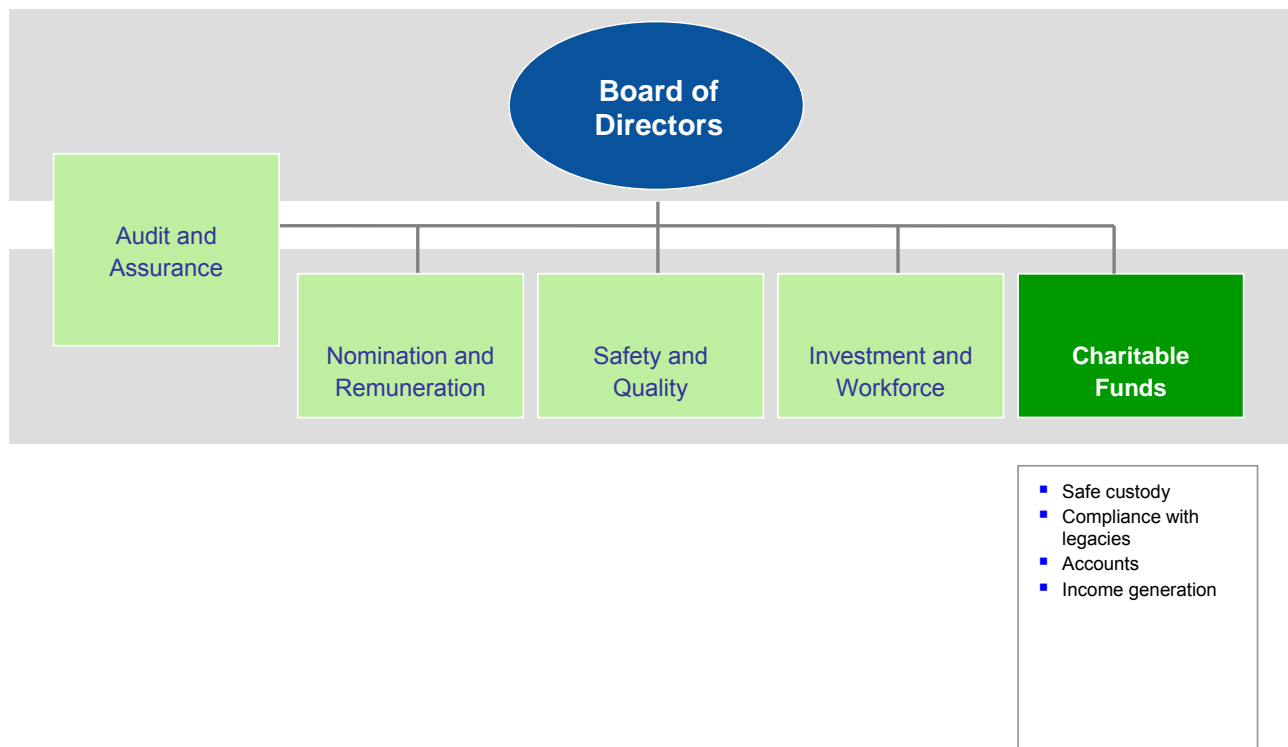 Board of
Directors
Audit and
Assurance
Nomination and
Remuneration
Safety and
Quality
Investment and
Workforce
Charitable
Funds
Safe custody
Compliance with
legacies
Accounts
Income generation